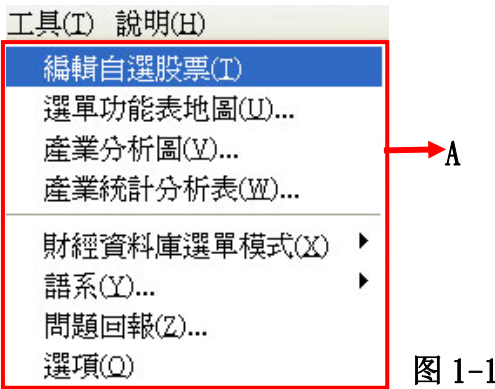 工具(T) 說明(H)
編輯自選股票(T)
選單功能表地圖(U)...
產業分析圖(V)...
A
產業統計分析表(W)...
財經資料庫選單模式(X)
語系(Y)...
問題回報(Z)...
選項(O)
图 1-1